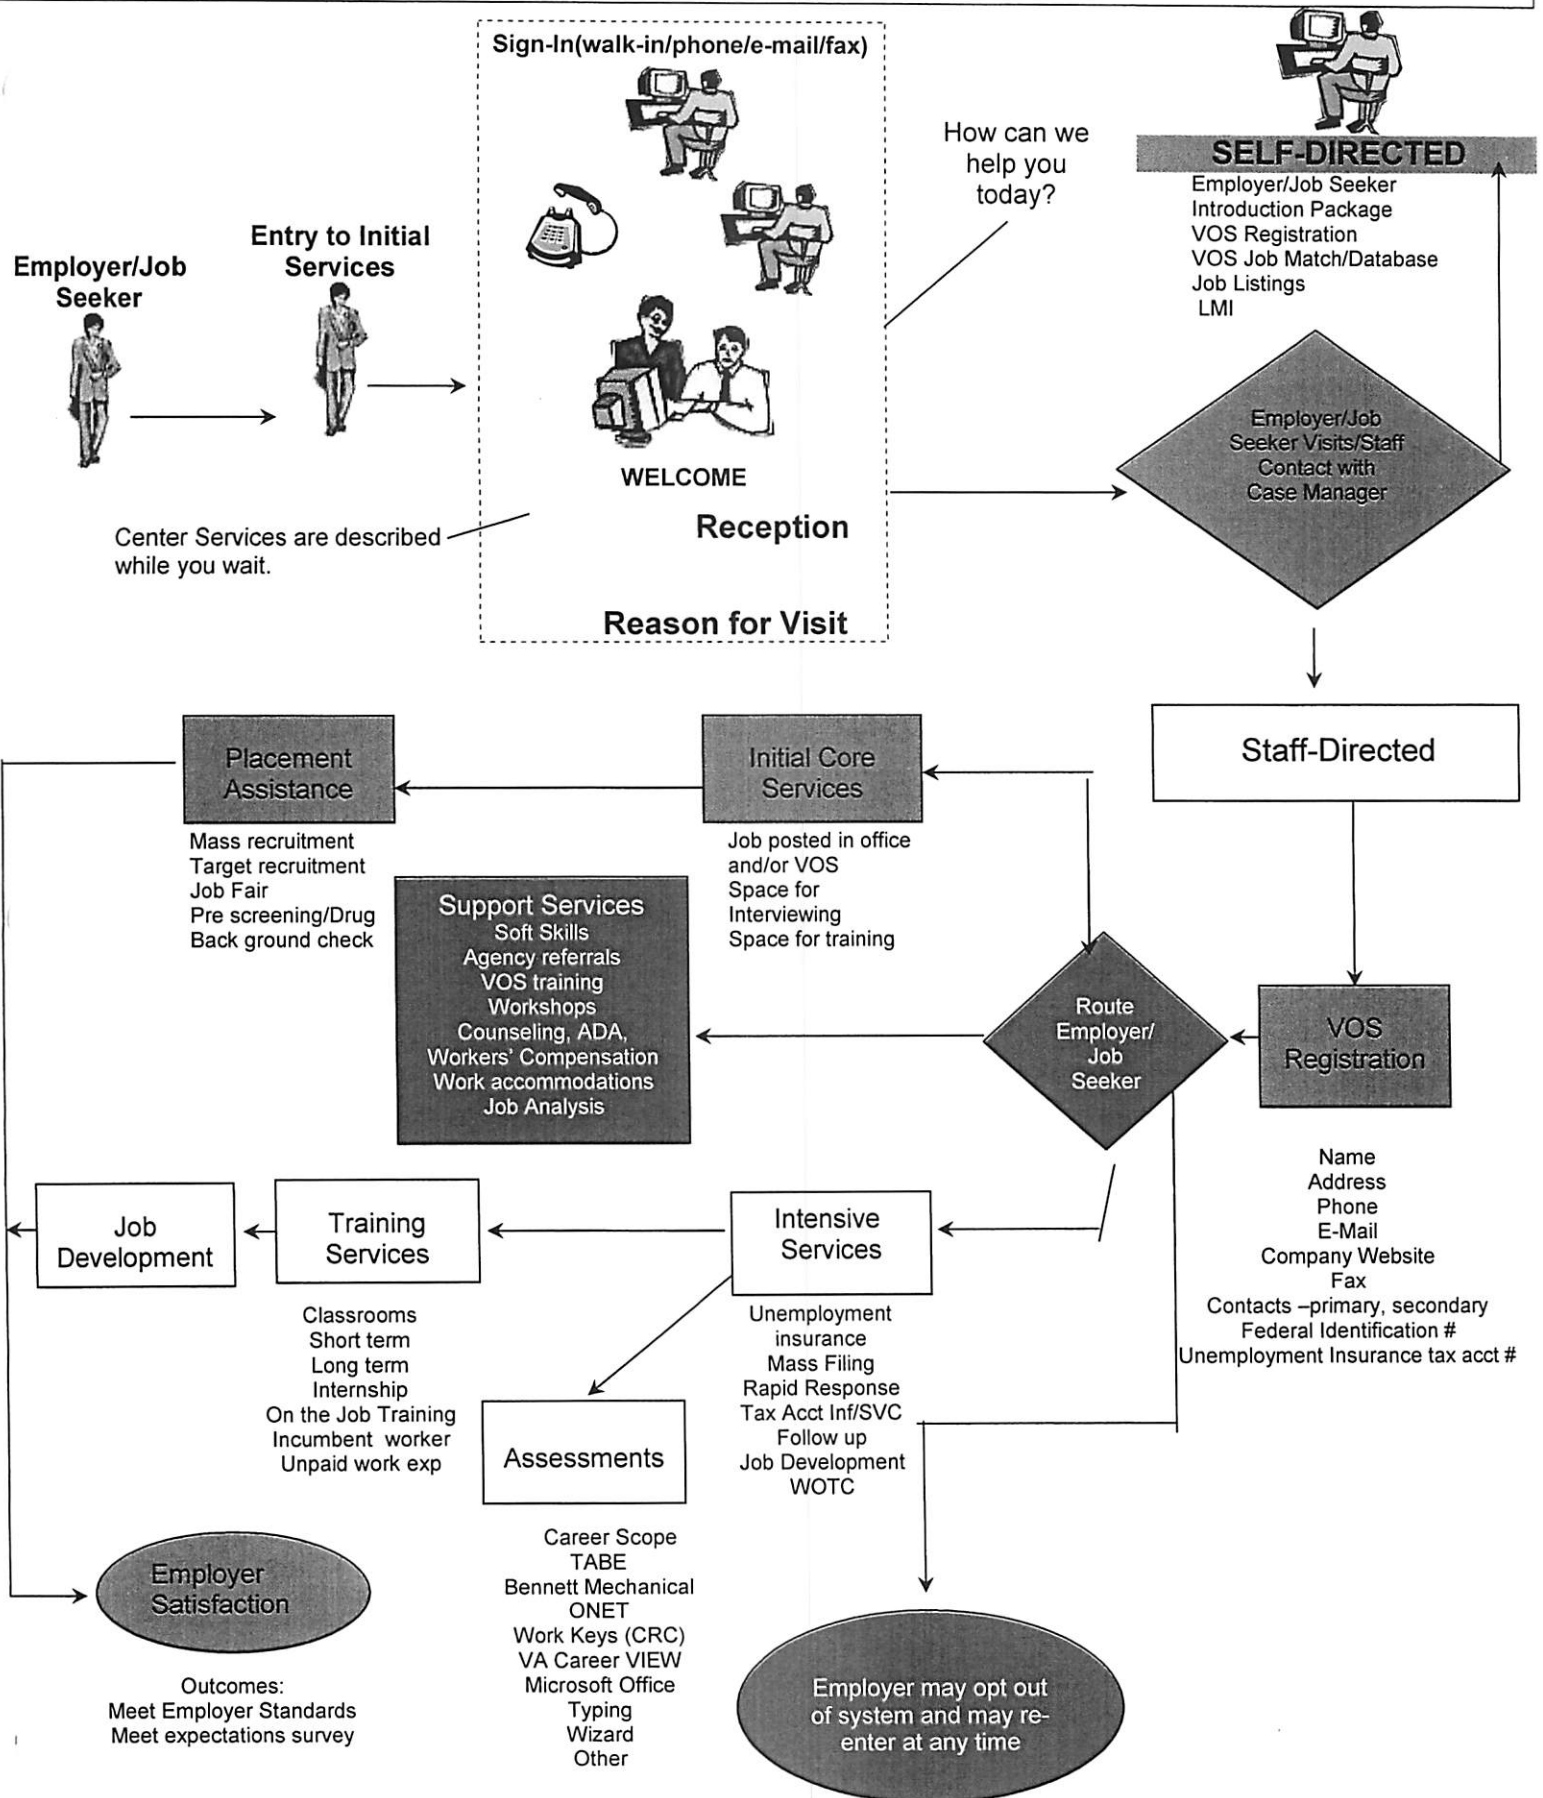 Sign-In(walk-in/phone/e-mail/fax)
How can we
help you
today?
SELF-DIRECTED
Employer/Job Seeker
Introduction Package
VOS Registration
VOS Job Match/Database
Job Listings
LMI
Employer/Job
Seeker
Entry to Initial
Services
WELCOME
Reception
Reason for Visit
Center Services are described
while you wait.
Employer/Job
Seeker Visits/Staff
Contact with
Case Manager
Staff-Directed
Placement
Assistance
Mass recruitment
Target recruitment
Job Fair
Pre screening/Drug
Back ground check
Initial Core
Services
Job posted in office
and/or VOS
Space for
Interviewing
Space for training
Support Services
Soft Skills
Agency referrals
VOS training
Workshops
Counseling, ADA,
Workers' Compensation
Work accommodations
Job Analysis
Route
Employer/
Job
Seeker
VOS
Registration
Name
Address
Phone
E-Mail
Company Website
Fax
Contacts –primary, secondary
Federal Identification #
Unemployment Insurance tax acct #
Job
Development
Training
Services
Classrooms
Short term
Long term
Internship
On the Job Training
Incumbent worker
Unpaid work exp
Intensive
Services
Unemployment
insurance
Mass Filing
Rapid Response
Tax Acct Inf/SVC
Follow up
Job Development
WOTC
Assessments
Career Scope
TABE
Bennett Mechanical
ONET
Work Keys (CRC)
VA Career VIEW
Microsoft Office
Typing
Wizard
Other
Employer
Satisfaction
Outcomes:
Meet Employer Standards
Meet expectations survey
Employer may opt out
of system and may re-
enter at any time